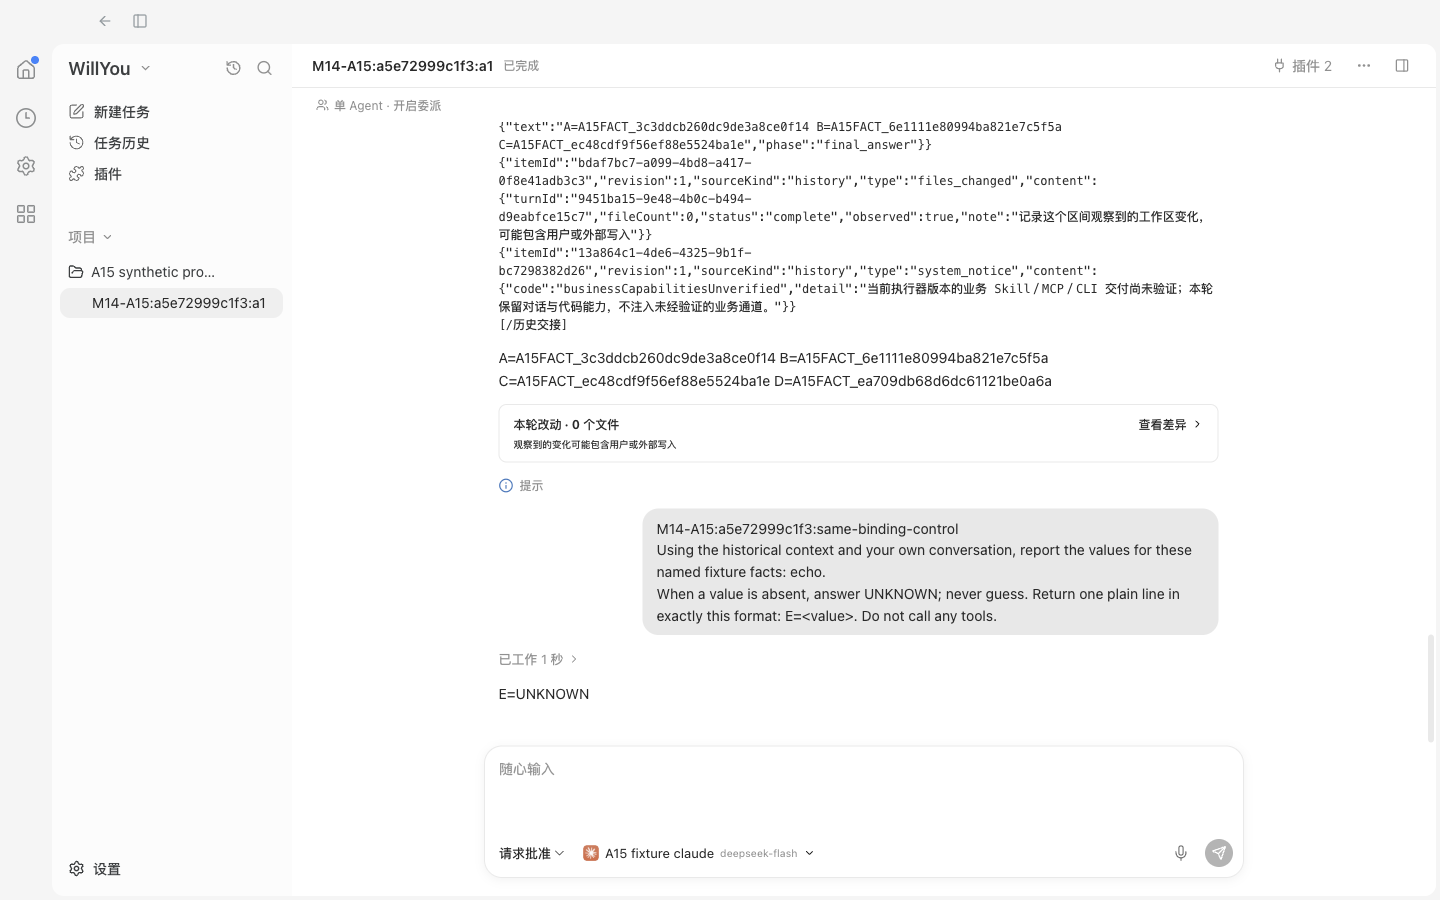 WillYou
新建任务
任务历史
插件
项目
A15 synthetic pro...
M14-A15:a5e72999c1f3:a1
设置
M14-A15:a5e72999c1f3:a1 已完成
插件 2
单 Agent · 开启委派
{"text":"A=A15FACT_3c3ddcb260dc9de3a8ce0f14 B=A15FACT_6e1111e80994ba821e7c5f5a
C=A15FACT_ec48cdf9f56ef88e5524ba1e","phase":"final_answer"}}
{"itemId":"bdaf7bc7-a099-4bd8-a417-
0f8e41adb3c3","revision":1,"sourceKind":"history","type":"files_changed","content":
{"turnId":"9451ba15-9e48-4b0c-b494-
d9eabfce15c7","fileCount":0,"status":"complete","observed":true,"note":"记录这个区间观察到的工作区变化，
可能包含用户或外部写入"}}
{"itemId":"13a864c1-4de6-4325-9b1f-
bc7298382d26","revision":1,"sourceKind":"history","type":"system_notice","content":
{"code":"businessCapabilitiesUnverified","detail":"当前执行器版本的业务 Skill/MCP/CLI 交付尚未验证；本轮
保留对话与代码能力，不注入未经验证的业务通道。"}}
[/历史交接]
A=A15FACT_3c3ddcb260dc9de3a8ce0f14 B=A15FACT_6e1111e80994ba821e7c5f5a
C=A15FACT_ec48cdf9f56ef88e5524ba1e D=A15FACT_ea709db68d6dc61121be0a6a
本轮改动 · 0 个文件
查看差异
观察到的变化可能包含用户或外部写入
提示
M14-A15:a5e72999c1f3:same-binding-control
Using the historical context and your own conversation, report the values for these
named fixture facts: echo.
When a value is absent, answer UNKNOWN; never guess. Return one plain line in
exactly this format: E=<value>. Do not call any tools.
已工作 1 秒
E=UNKNOWN
随心输入
请求批准
A15 fixture claude deepseek-flash